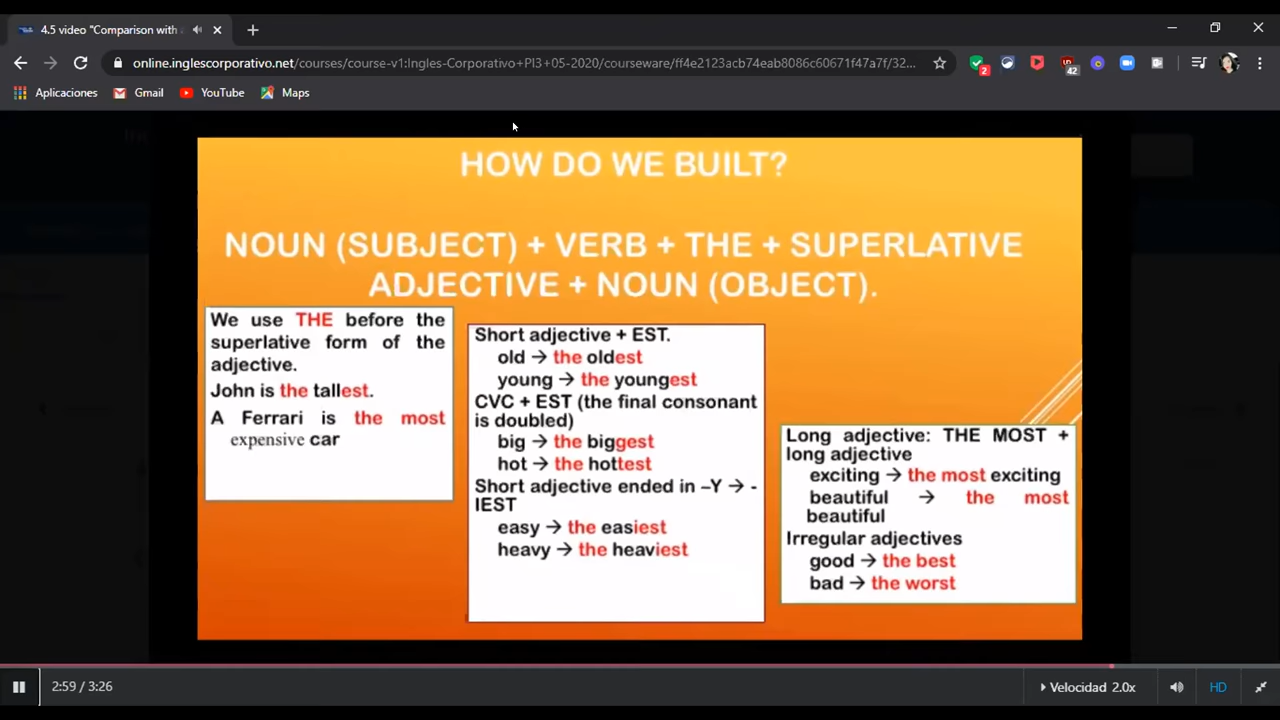 4.5 video "Comparison with
online.inglescorporativo.net/courses/course-v1:Ingles-Corporativo+PI3+05-2020/courseware/ff4e2123acb74eab8086c60671f47a7f/32...
2
42
Aplicaciones Gmail YouTube Maps
HOW DO WE BUILT?
NOUN (SUBJECT) + VERB + THE + SUPERLATIVE
ADJECTIVE + NOUN (OBJECT).
We use THE before the
superlative form of the
adjective.
John is the tallest.
A Ferrari is the most
expensive car
Short adjective + EST.
old → the oldest
young → the youngest
CVC + EST (the final consonant
is doubled)
big → the biggest
hot → the hottest
Short adjective ended in –Y → -
IEST
easy → the easiest
heavy → the heaviest
Long adjective: THE MOST +
long adjective
exciting → the most exciting
beautiful → the most
beautiful
Irregular adjectives
good → the best
bad → the worst
2:59 / 3:26
Velocidad 2.0x
HD